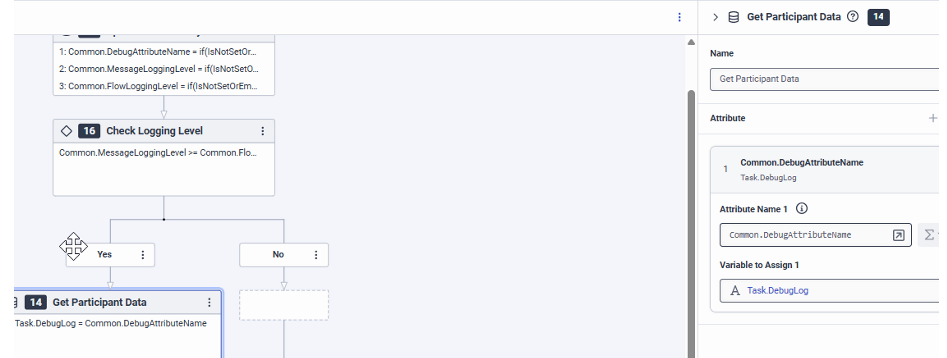 1: Common.DebugAttributeName = if(IsNotSetOr...
2: Common.MessageLoggingLevel = if(IsNotSetO...
3: Common.FlowLoggingLevel = if(IsNotSetOrEm...
16 Check Logging Level
Common.MessageLoggingLevel >= Common.Flo...
Yes
No
14 Get Participant Data
Task.DebugLog = Common.DebugAttributeName
Get Participant Data 14
Name
Get Participant Data
Attribute
1 Common.DebugAttributeName
Task.DebugLog
Attribute Name 1
Common.DebugAttributeName
Variable to Assign 1
A Task.DebugLog